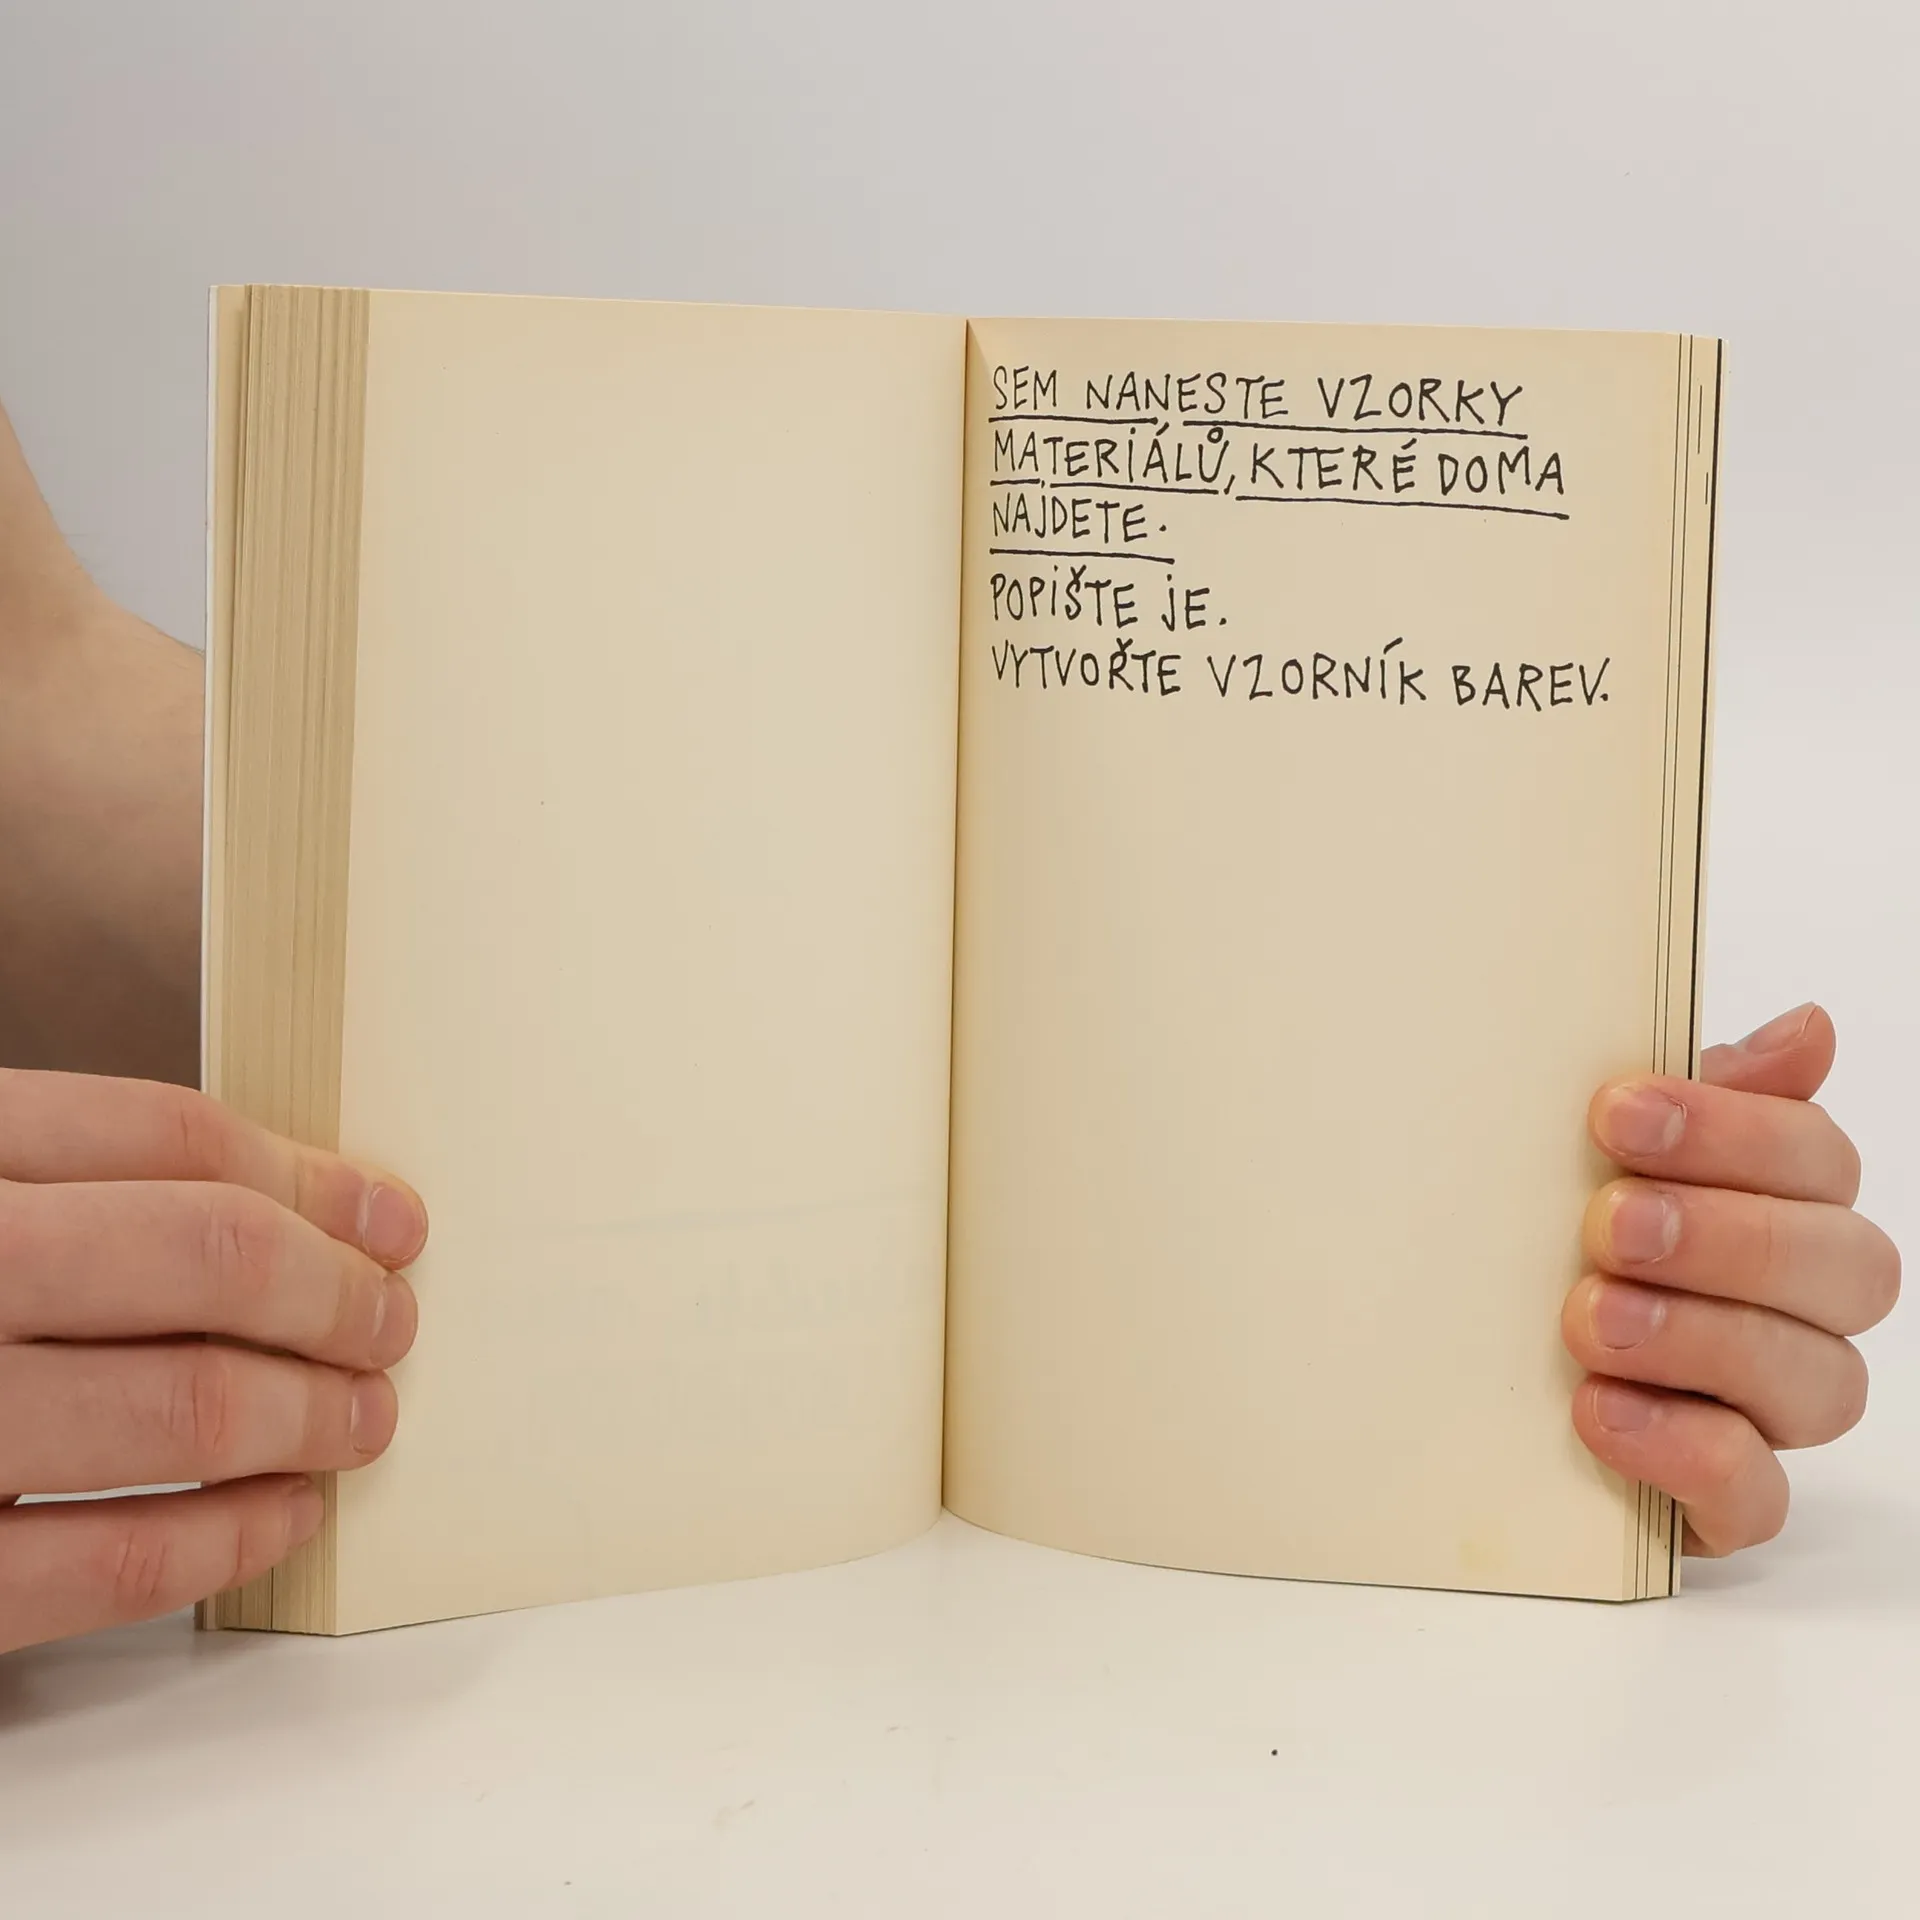 SEM NANESTE VZORKY
MATERIÁLŮ, KTERÉ DOMA
NAJDETE.
POPIŠTE JE.
VYTVOŘTE VZORNÍK BAREV.